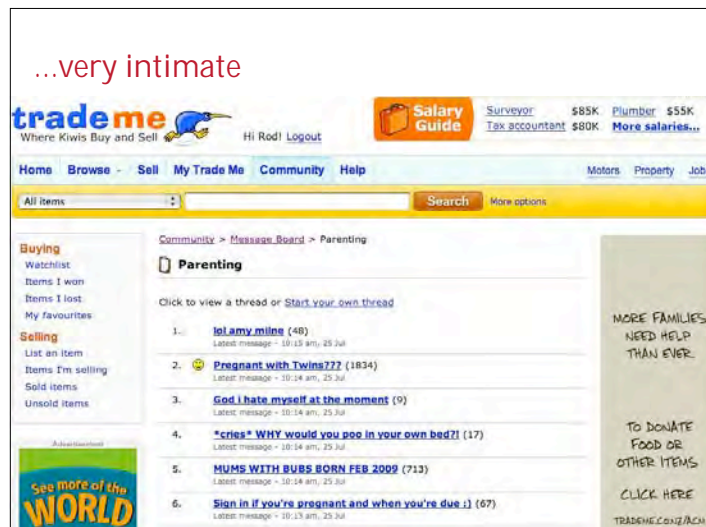 ...very intimate
trademe
Where Kiwis Buy and Sell
Hi Rod! Logout
Salary Guide
Surveyor $85K Plumber $55K
Tax accountant $80K More salaries...
Home Browse Sell My Trade Me Community Help
Motors Property Job
All items Search More options
Buying
Watchlist
Items I won
Items I lost
My favourites
Selling
List an item
Items I'm selling
Sold items
Unsold items
Advertisement
See more of the
WORLD
Community > Message Board > Parenting
Parenting
Click to view a thread or Start your own thread
1. lol amy milne (48)
Latest message - 10:15 am, 25 Jul
2. Pregnant with Twins??? (1834)
Latest message - 10:14 am, 25 Jul
3. God i hate myself at the moment (9)
Latest message - 10:14 am, 25 Jul
4. *cries* WHY would you poo in your own bed?! (17)
Latest message - 10:14 am, 25 Jul
5. MUMS WITH BUBS BORN FEB 2009 (713)
Latest message - 10:14 am, 25 Jul
6. Sign in if you're pregnant and when you're due :) (67)
Latest message - 10:13 am, 25 Jul
MORE FAMILIES
NEED HELP
THAN EVER.
TO DONATE
FOOD OR
OTHER ITEMS
CLICK HERE
TRADEME.CO.NZ/ACM